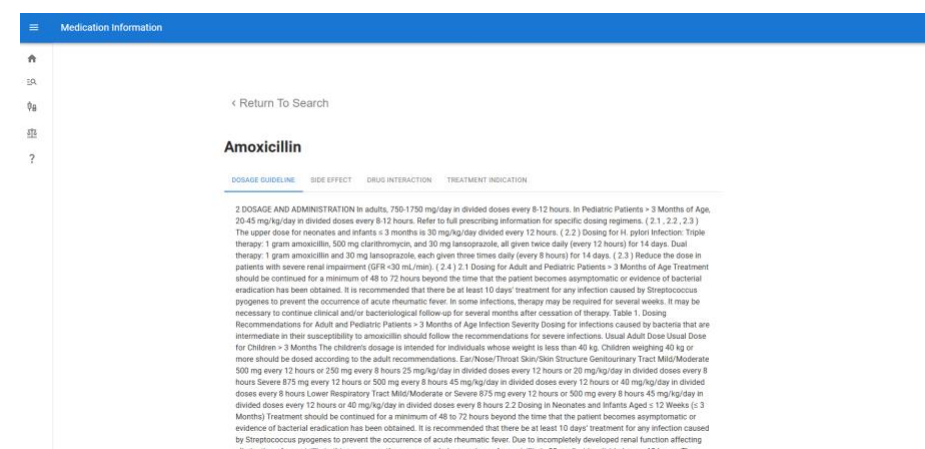 Medication Information
‹ Return To Search
Amoxicillin
DOSAGE GUIDELINE SIDE EFFECT DRUG INTERACTION TREATMENT INDICATION
2 DOSAGE AND ADMINISTRATION In adults, 750-1750 mg/day in divided doses every 8-12 hours. In Pediatric Patients > 3 Months of Age,
20-45 mg/kg/day in divided doses every 8-12 hours. Refer to full prescribing information for specific dosing regimens. ( 2.1 , 2.2 , 2.3 )
The upper dose for neonates and infants ≤ 3 months is 30 mg/kg/day divided every 12 hours. ( 2.2 ) Dosing for H. pylori Infection: Triple
therapy: 1 gram amoxicillin, 500 mg clarithromycin, and 30 mg lansoprazole, all given twice daily (every 12 hours) for 14 days. Dual
therapy: 1 gram amoxicillin and 30 mg lansoprazole, each given three times daily (every 8 hours) for 14 days. ( 2.3 ) Reduce the dose in
patients with severe renal impairment (GFR <30 mL/min). ( 2.4 ) 2.1 Dosing for Adult and Pediatric Patients > 3 Months of Age Treatment
should be continued for a minimum of 48 to 72 hours beyond the time that the patient becomes asymptomatic or evidence of bacterial
eradication has been obtained. It is recommended that there be at least 10 days' treatment for any infection caused by Streptococcus
pyogenes to prevent the occurrence of acute rheumatic fever. In some infections, therapy may be required for several weeks. It may be
necessary to continue clinical and/or bacteriological follow-up for several months after cessation of therapy. Table 1. Dosing
Recommendations for Adult and Pediatric Patients > 3 Months of Age Infection Severity Dosing for infections caused by bacteria that are
intermediate in their susceptibility to amoxicillin should follow the recommendations for severe infections. Usual Adult Dose Usual Dose
for Children > 3 Months The children's dosage is intended for individuals whose weight is less than 40 kg. Children weighing 40 kg or
more should be dosed according to the adult recommendations. Ear/Nose/Throat Skin/Skin Structure Genitourinary Tract Mild/Moderate
500 mg every 12 hours or 250 mg every 8 hours 25 mg/kg/day in divided doses every 12 hours or 20 mg/kg/day in divided doses every 8
hours Severe 875 mg every 12 hours or 500 mg every 8 hours 45 mg/kg/day in divided doses every 12 hours or 40 mg/kg/day in divided
doses every 8 hours Lower Respiratory Tract Mild/Moderate or Severe 875 mg every 12 hours or 500 mg every 8 hours 45 mg/kg/day in
divided doses every 12 hours or 40 mg/kg/day in divided doses every 8 hours 2.2 Dosing in Neonates and Infants Aged ≤ 12 Weeks (≤ 3
Months) Treatment should be continued for a minimum of 48 to 72 hours beyond the time that the patient becomes asymptomatic or
evidence of bacterial eradication has been obtained. It is recommended that there be at least 10 days' treatment for any infection caused
by Streptococcus pyogenes to prevent the occurrence of acute rheumatic fever. Due to incompletely developed renal function affecting